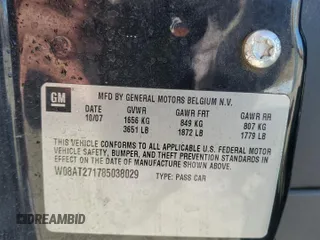 GM
MFD BY GENERAL MOTORS BELGIUM N.V.
10/07 GVWR GAWR FRT GAWR RR
1656 KG 849 KG 807 KG
3651 LB 1872 LB 1779 LB
THIS VEHICLE CONFORMS TO ALL APPLICABLE U.S. FEDERAL MOTOR
VEHICLE SAFETY, BUMPER, AND THEFT PREVENTION STANDARDS IN
EFFECT ON THE DATE OF MANUFACTURE SHOWN ABOVE.
W08AT271785038029 TYPE: PASS CAR
EPICARBID